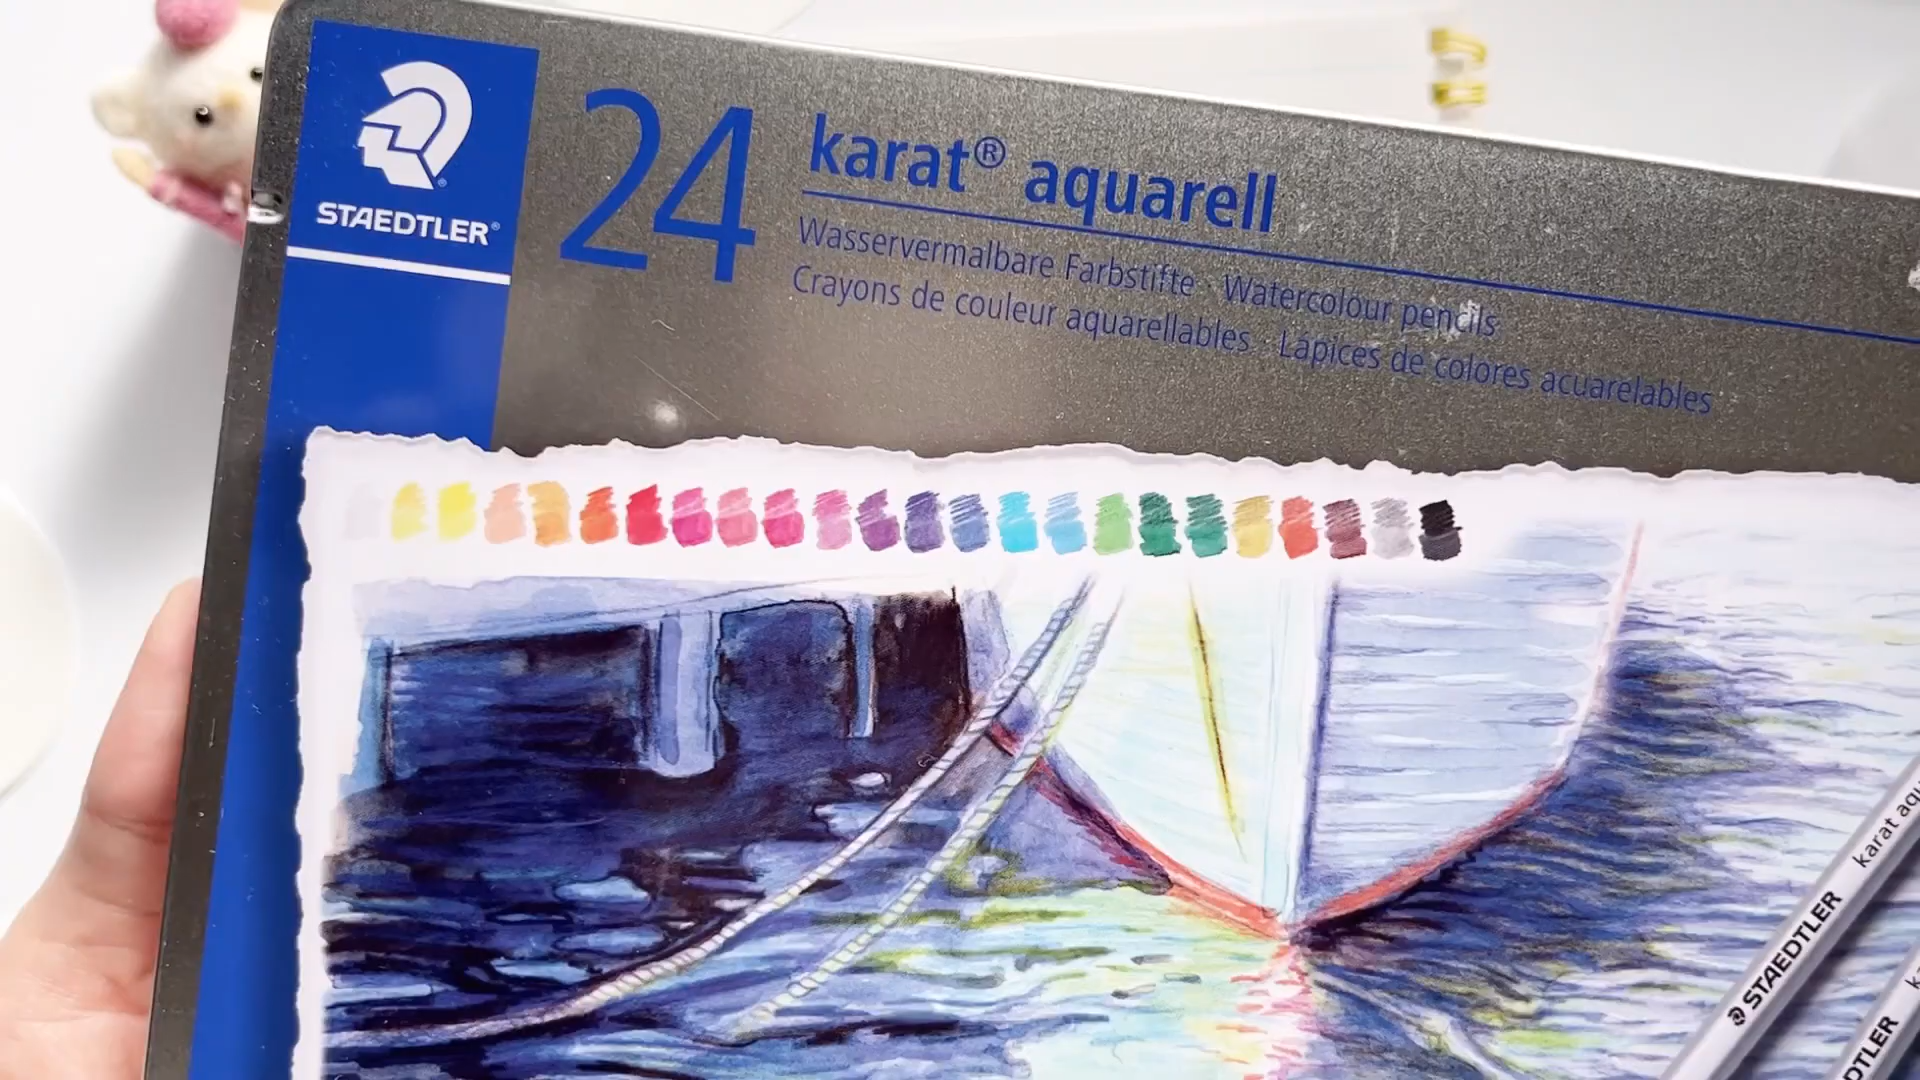 STAEDTLER®
24
karat® aquarell
Wasservermalbare Farbstifte · Watercolour pencils
Crayons de couleur aquarellables · Lápices de colores acuarelables
STAEDTLER karat aqu
DTLER k